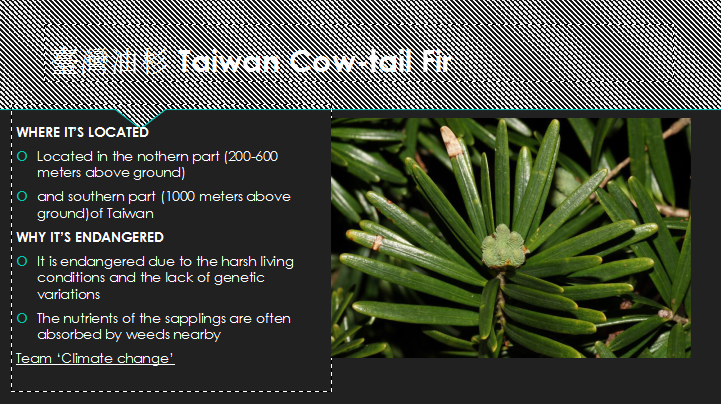 臺灣油杉 Taiwan Cow-tail Fir
WHERE IT'S LOCATED
Located in the nothern part (200-600
meters above ground)
and southern part (1000 meters above
ground)of Taiwan
WHY IT'S ENDANGERED
It is endangered due to the harsh living
conditions and the lack of genetic
variations
The nutrients of the sapplings are often
absorbed by weeds nearby
Team ‘Climate change’